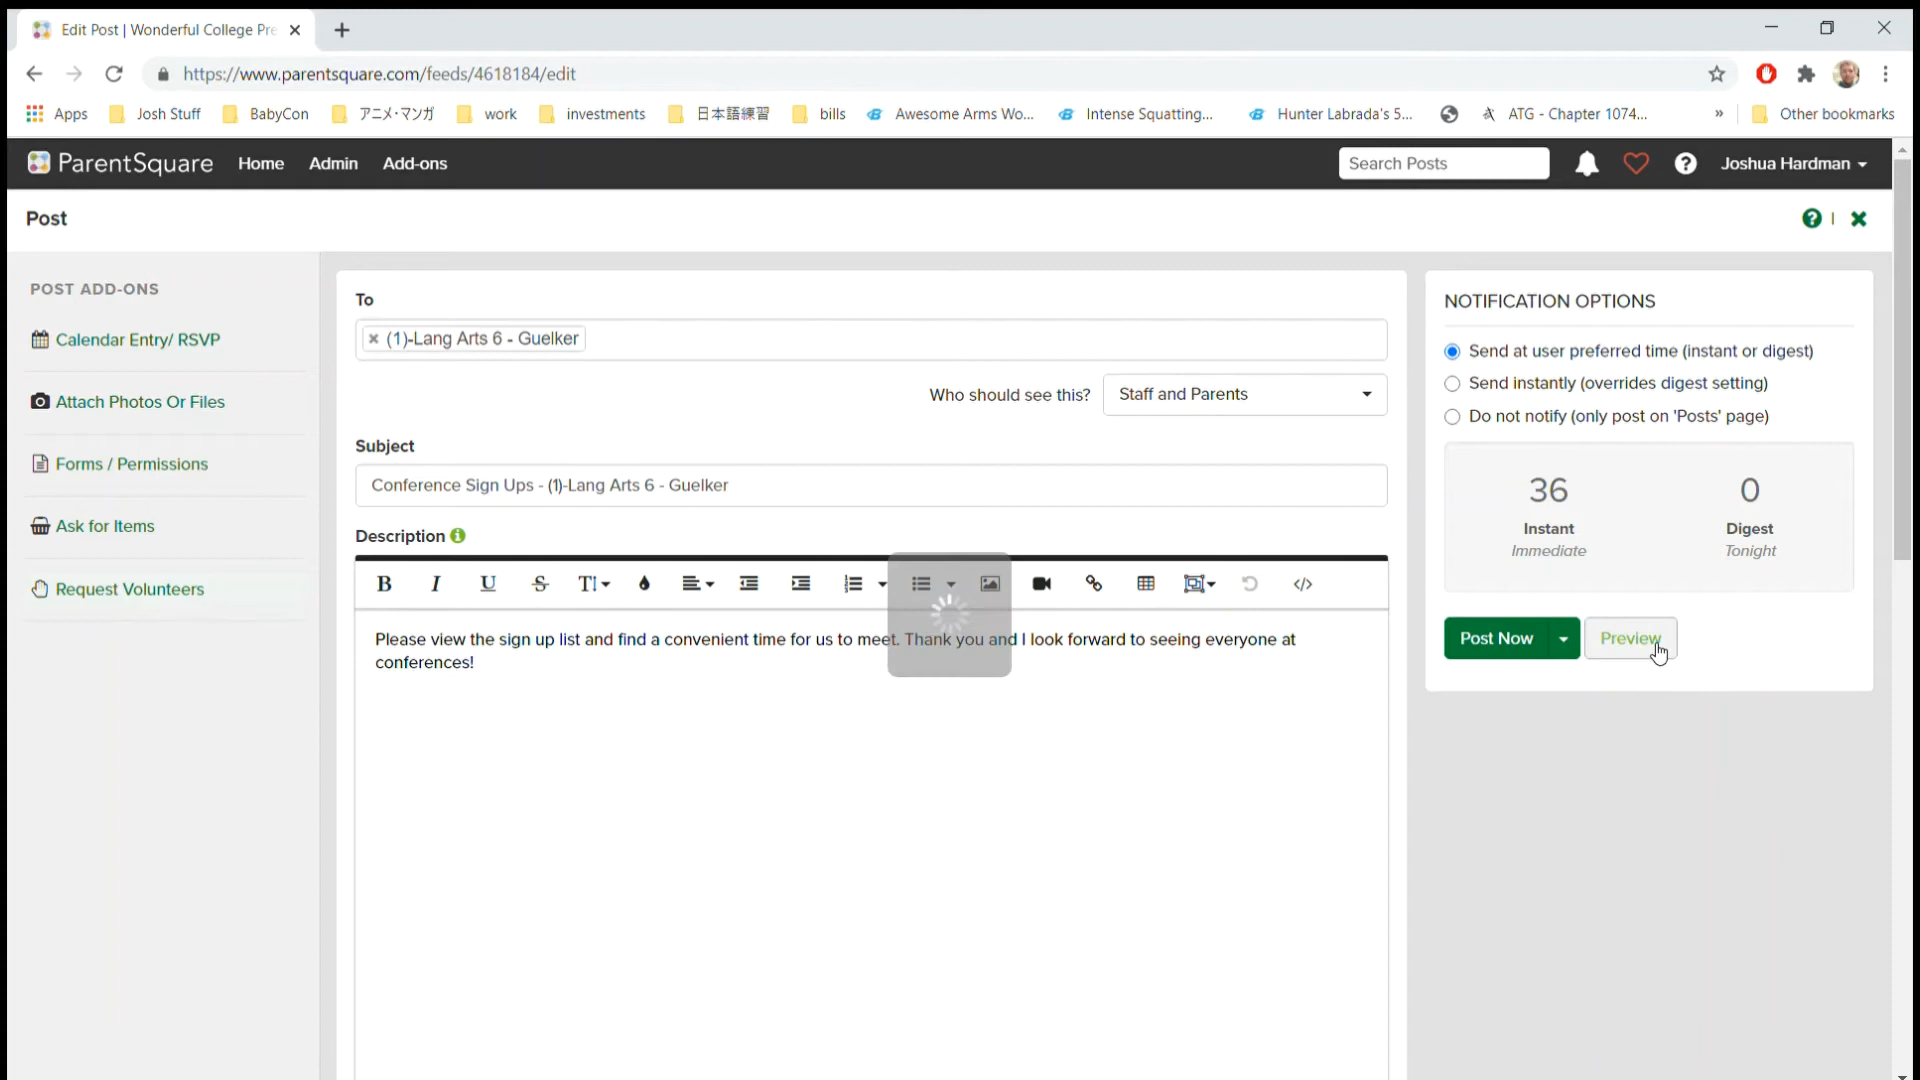 Edit Post | Wonderful College Pre
https://www.parentsquare.com/feeds/4618184/edit
Apps
Josh Stuff
BabyCon
アニメ・マンガ
work
investments
日本語練習
bills
Awesome Arms Wo...
Intense Squatting...
Hunter Labrada's 5...
ATG - Chapter 1074...
»
Other bookmarks
ParentSquare
Home
Admin
Add-ons
Search Posts
Joshua Hardman
Post
POST ADD-ONS
Calendar Entry/ RSVP
Attach Photos Or Files
Forms / Permissions
Ask for Items
Request Volunteers
To
× (1)-Lang Arts 6 - Guelker
Who should see this?
Staff and Parents
Subject
Conference Sign Ups - (1)-Lang Arts 6 - Guelker
Description
Please view the sign up list and find a convenient time for us to meet. Thank you and I look forward to seeing everyone at
conferences!
NOTIFICATION OPTIONS
Send at user preferred time (instant or digest)
Send instantly (overrides digest setting)
Do not notify (only post on 'Posts' page)
36
Instant
Immediate
0
Digest
Tonight
Post Now
Preview